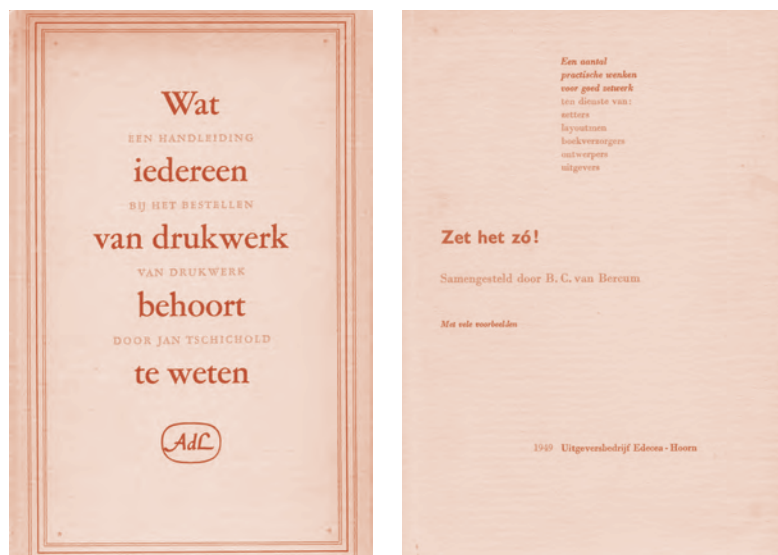 Wat
EEN HANDLEIDING
iedereen
BIJ HET BESTELLEN
van drukwerk
VAN DRUKWERK
behoort
DOOR JAN TSCHICHOLD
te weten
AdL
Een aantal
practische wenken
voor goed zetwerk
ten dienste van:
zetters
layoutmen
boekverzorgers
ontwerpers
uitgevers
Zet het zó!
Samengesteld door B. C. van Bercum
Met vele voorbeelden
1949 Uitgeversbedrijf Edecea - Hoorn